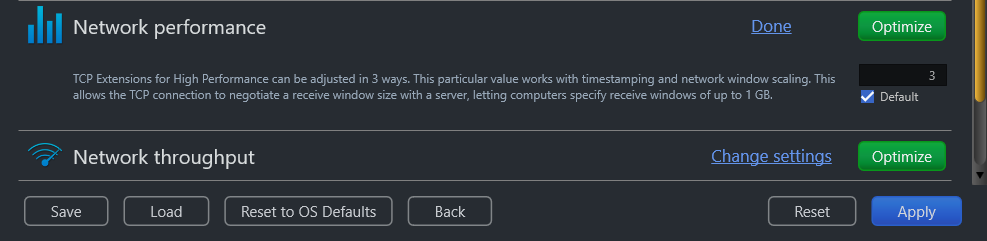 Network performance
Done
Optimize
TCP Extensions for High Performance can be adjusted in 3 ways. This particular value works with timestamping and network window scaling. This
allows the TCP connection to negotiate a receive window size with a server, letting computers specify receive windows of up to 1 GB.
3
Default
Network throughput
Change settings
Optimize
Save
Load
Reset to OS Defaults
Back
Reset
Apply